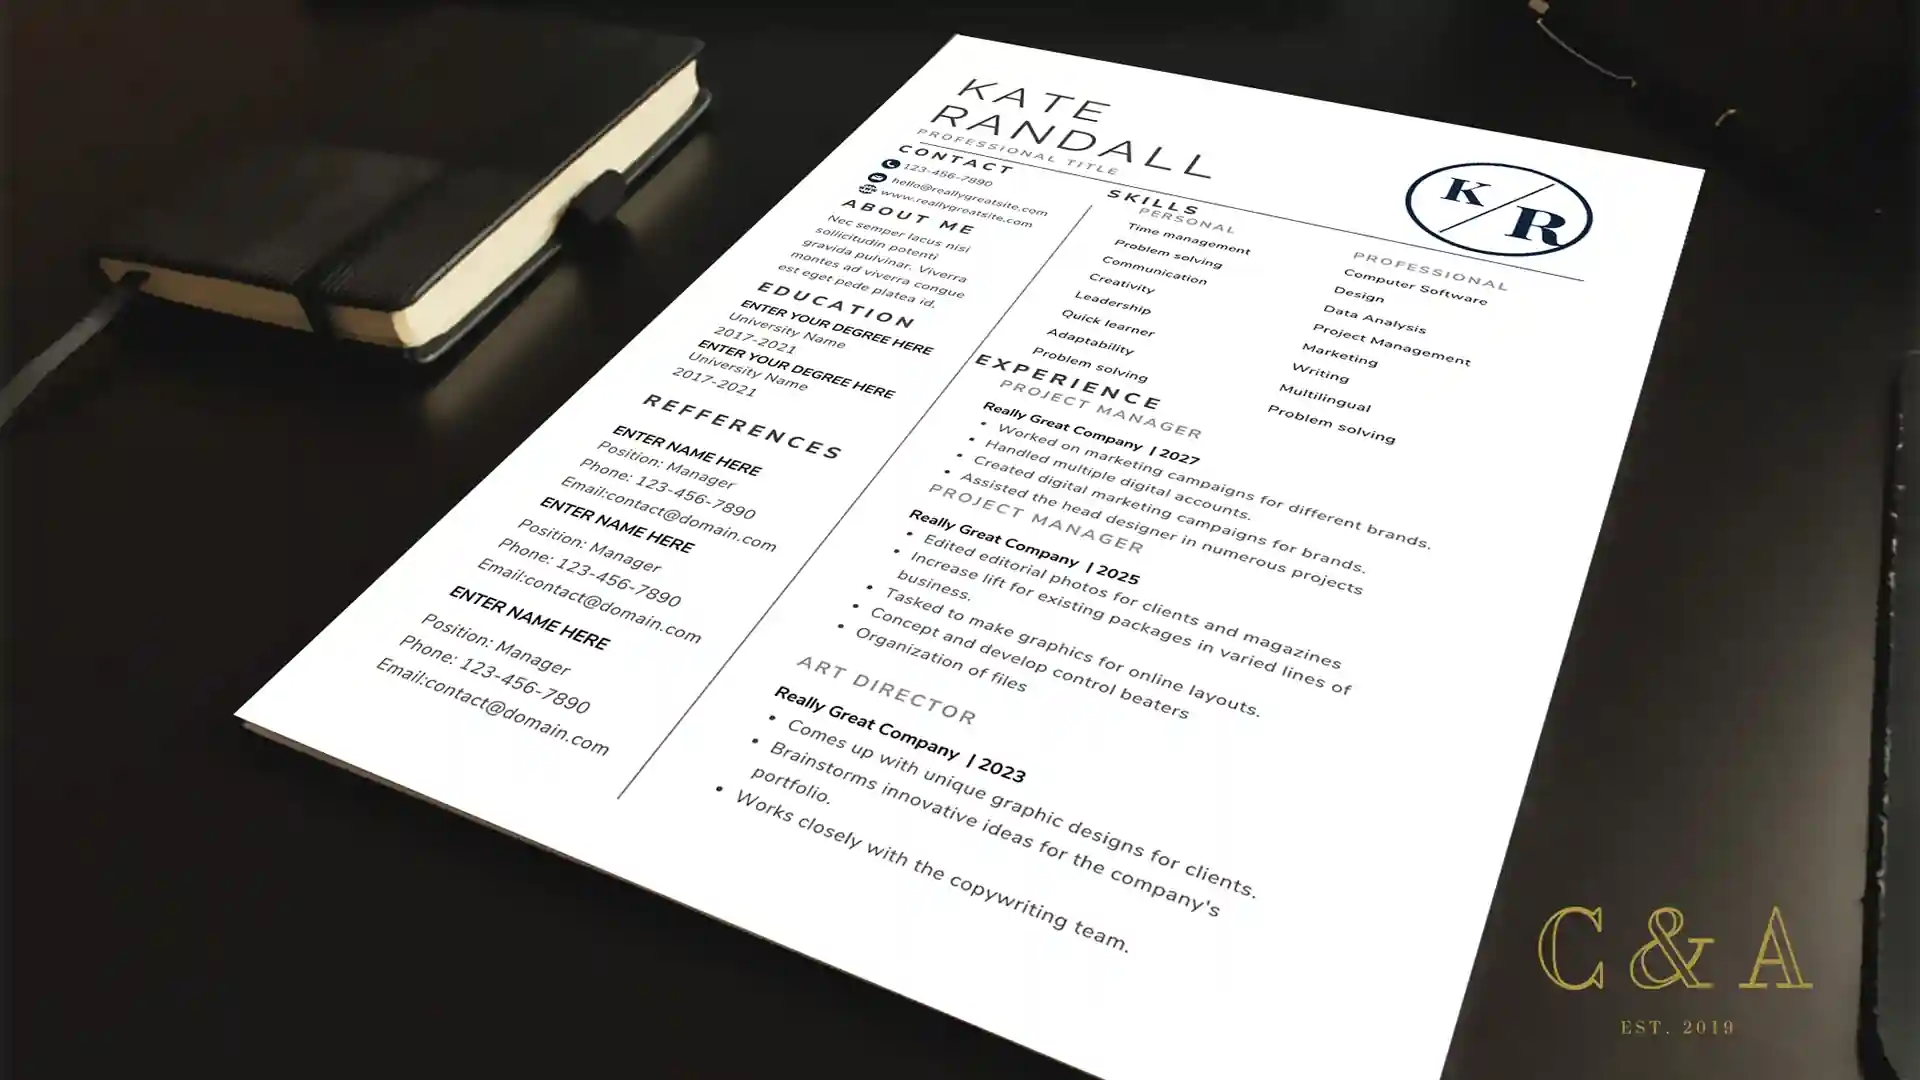 KATE
RANDALL
PROFESSIONAL TITLE
K R
CONTACT
123-456-7890
hello@reallygreatsite.com
www.reallygreatsite.com
ABOUT ME
Nec semper lacus nisi
sollicitudin potenti
gravida pulvinar. Viverra
montes ad viverra congue
est eget pede platea id.
EDUCATION
ENTER YOUR DEGREE HERE
University Name
2017-2021
ENTER YOUR DEGREE HERE
University Name
2017-2021
REFFERENCES
ENTER NAME HERE
Position: Manager
Phone: 123-456-7890
Email:contact@domain.com
ENTER NAME HERE
Position: Manager
Phone: 123-456-7890
Email:contact@domain.com
ENTER NAME HERE
Position: Manager
Phone: 123-456-7890
Email:contact@domain.com
SKILLS
PERSONAL
Time management
Problem solving
Communication
Creativity
Leadership
Quick learner
Adaptability
Problem solving
PROFESSIONAL
Computer Software
Design
Data Analysis
Project Management
Marketing
Writing
Multilingual
Problem solving
EXPERIENCE
PROJECT MANAGER
Really Great Company | 2027
• Worked on marketing campaigns for different brands.
• Handled multiple digital accounts.
• Created digital marketing campaigns for brands.
• Assisted the head designer in numerous projects
PROJECT MANAGER
Really Great Company | 2025
• Edited editorial photos for clients and magazines
• Increase lift for existing packages in varied lines of
business.
• Tasked to make graphics for online layouts.
• Concept and develop control beaters
• Organization of files
ART DIRECTOR
Really Great Company | 2023
• Comes up with unique graphic designs for clients.
• Brainstorms innovative ideas for the company's
portfolio.
• Works closely with the copywriting team.
C & A
EST. 2019